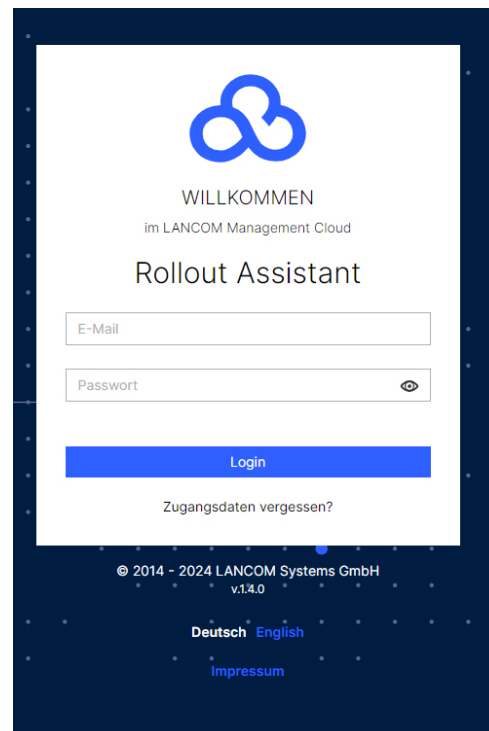 WILLKOMMEN
im LANCOM Management Cloud
Rollout Assistant
E-Mail
Passwort
Login
Zugangsdaten vergessen?
© 2014 - 2024 LANCOM Systems GmbH
v.1.4.0
Deutsch English
Impressum